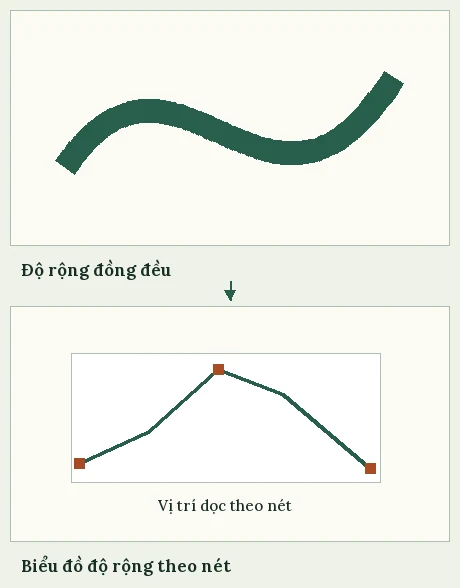 Độ rộng đồng đều
Vị trí dọc theo nét
Biểu đồ độ rộng theo nét